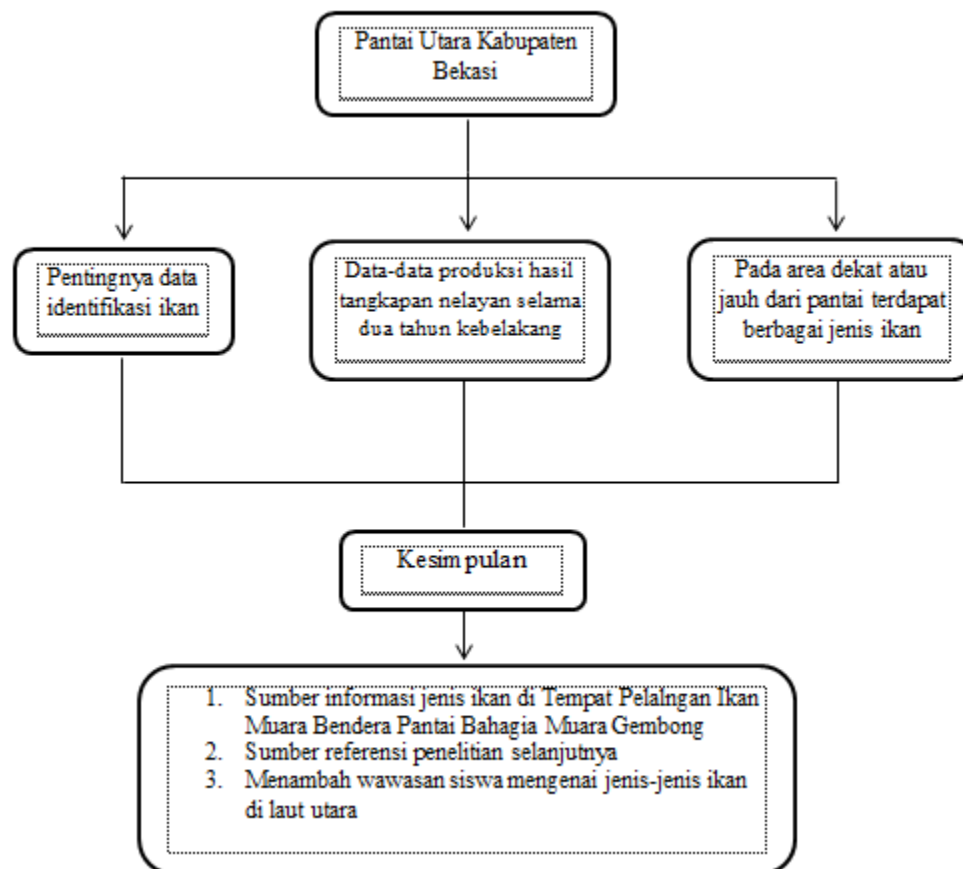 Pantai Utara Kabupaten
Bekasi
Pentingnya data
identifikasi ikan
Data-data produksi hasil
tangkapan nelayan selama
dua tahun kebelakang
Pada area dekat atau
jauh dari pantai terdapat
berbagai jenis ikan
Kesimpulan
1. Sumber informasi jenis ikan di Tempat Pelalngan Ikan
Muara Bendera Pantai Bahagia Muara Gembong
2. Sumber referensi penelitian selanjutnya
3. Menambah wawasan siswa mengenai jenis-jenis ikan
di laut utara